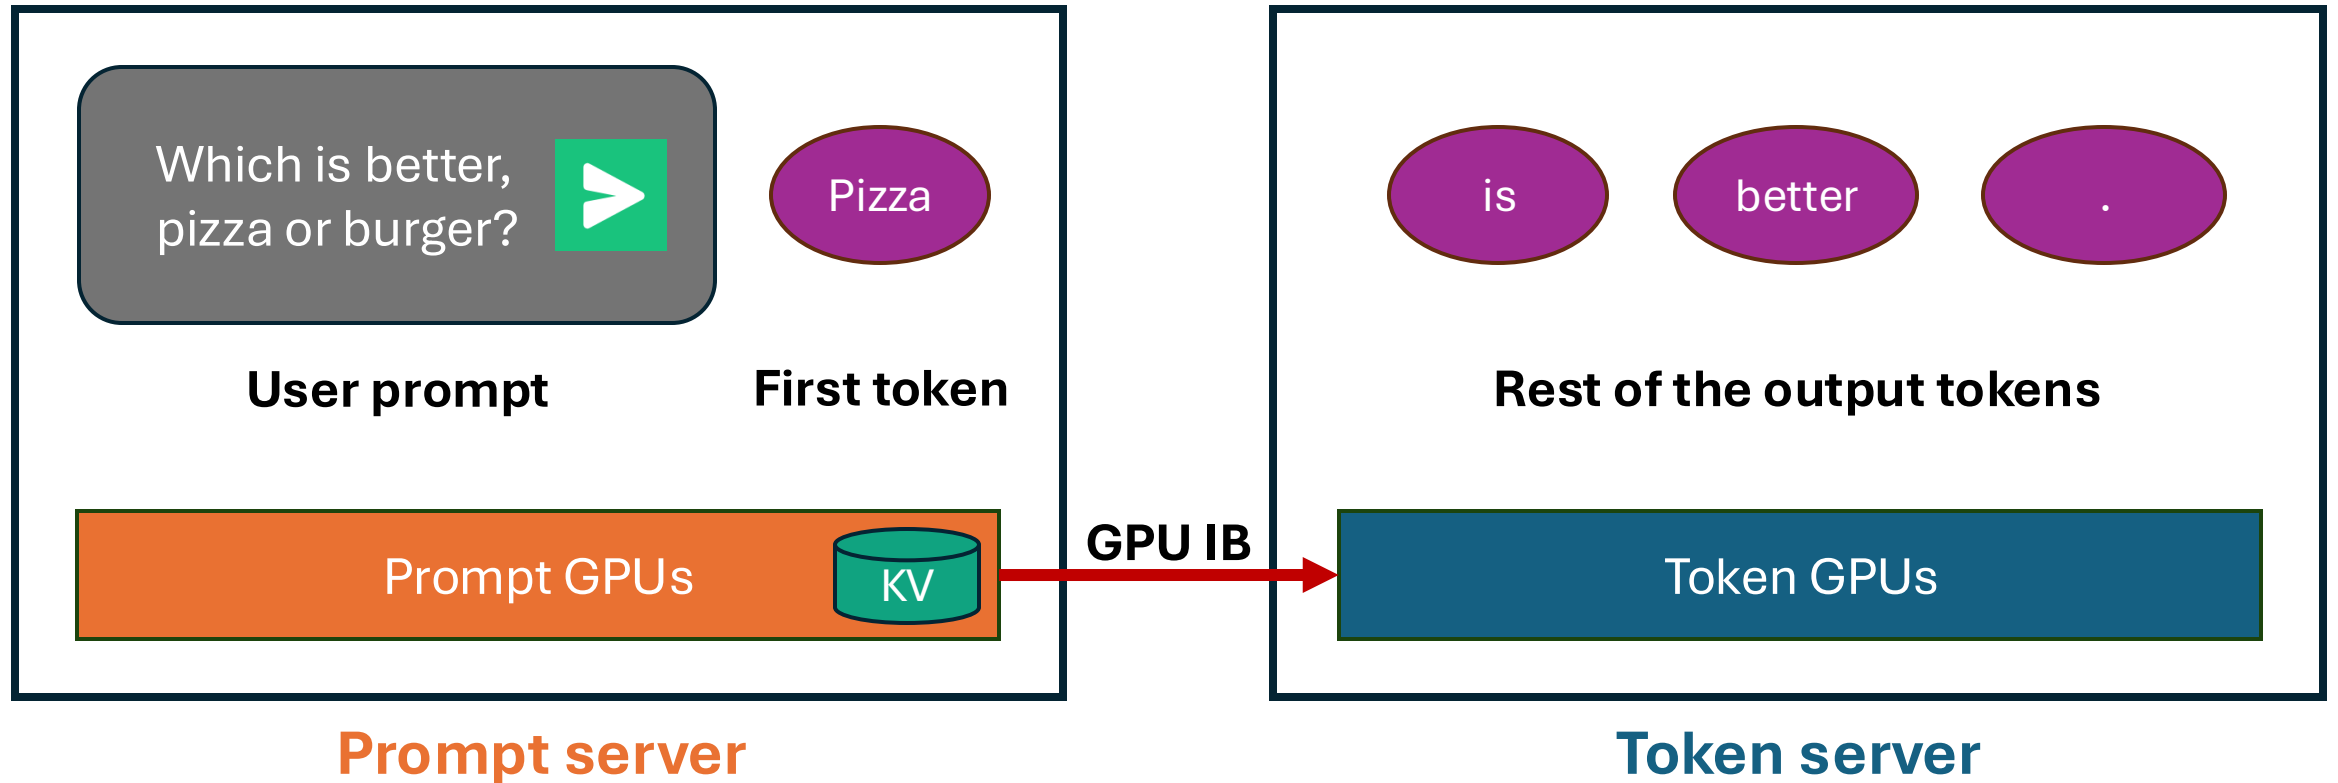 Which is better,
pizza or burger?
Pizza
User prompt
First token
Prompt GPUs
KV
Prompt server
GPU IB
is
better
.
Rest of the output tokens
Token GPUs
Token server